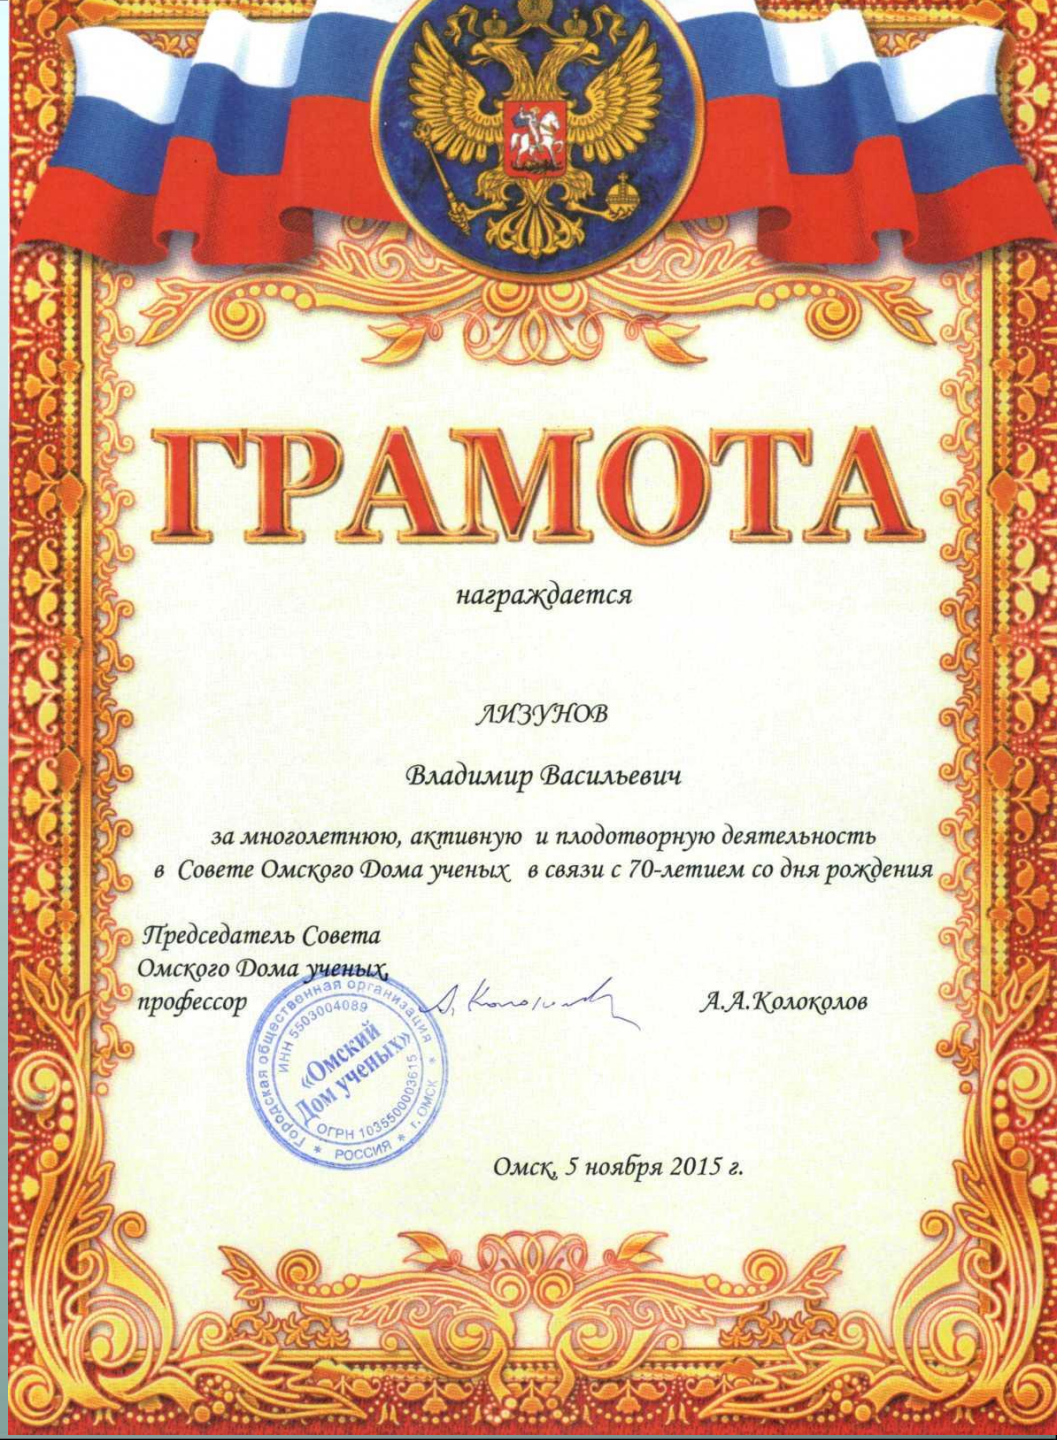 ГРАМОТА
награждается
ЛИЗУНОВ
Владимир Васильевич
за многолетнюю, активную и плодотворную деятельность
в Совете Омского Дома ученых в связи с 70-летием со дня рождения
Председатель Совета
Омского Дома ученых,
профессор
А.А.Колоколов
Городская общественная организация
ИНН 5503004089
«Омский
Дом ученых»
ОГРН 1035500003615
* РОССИЯ * г. ОМСК *
Омск, 5 ноября 2015 г.